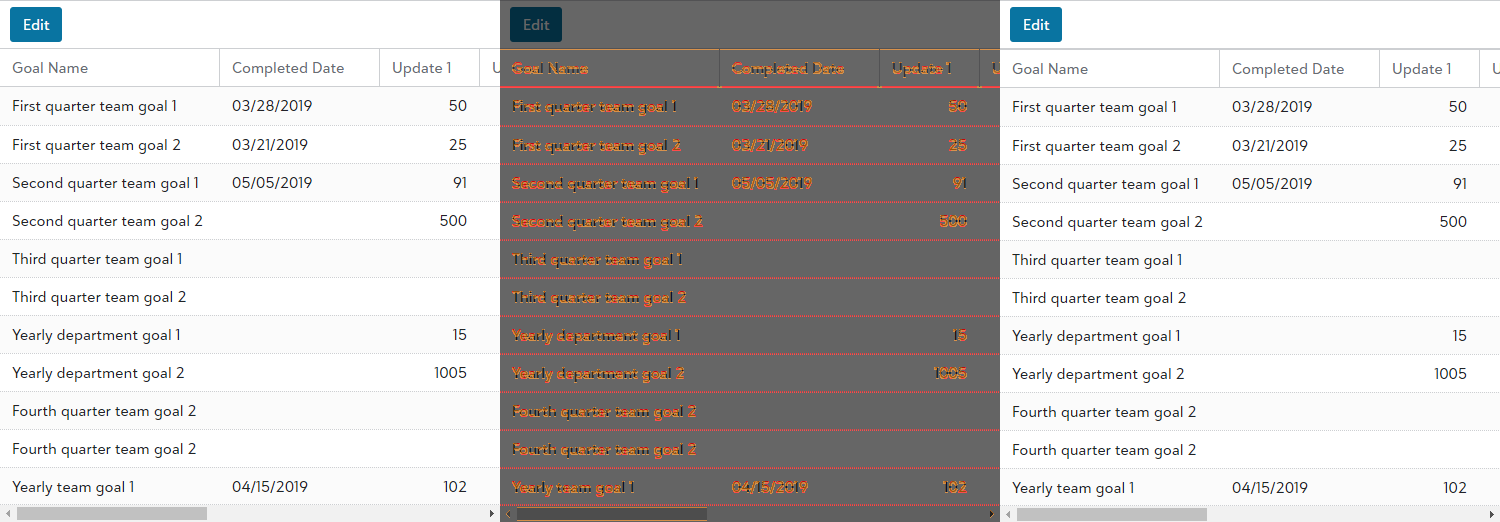 Edit Edit Edit
Goal Name Completed Date Update 1 U Goal Name Completed Date Update 1 U Goal Name Completed Date Update 1 U
First quarter team goal 1 03/28/2019 50 First quarter team goal 1 03/28/2019 50 First quarter team goal 1 03/28/2019 50
First quarter team goal 2 03/21/2019 25 First quarter team goal 2 03/21/2019 25 First quarter team goal 2 03/21/2019 25
Second quarter team goal 1 05/05/2019 91 Second quarter team goal 1 05/05/2019 91 Second quarter team goal 1 05/05/2019 91
Second quarter team goal 2 500 Second quarter team goal 2 500 Second quarter team goal 2 500
Third quarter team goal 1 Third quarter team goal 1 Third quarter team goal 1
Third quarter team goal 2 Third quarter team goal 2 Third quarter team goal 2
Yearly department goal 1 15 Yearly department goal 1 15 Yearly department goal 1 15
Yearly department goal 2 1005 Yearly department goal 2 1005 Yearly department goal 2 1005
Fourth quarter team goal 2 Fourth quarter team goal 2 Fourth quarter team goal 2
Fourth quarter team goal 2 Fourth quarter team goal 2 Fourth quarter team goal 2
Yearly team goal 1 04/15/2019 102 Yearly team goal 1 04/15/2019 102 Yearly team goal 1 04/15/2019 102